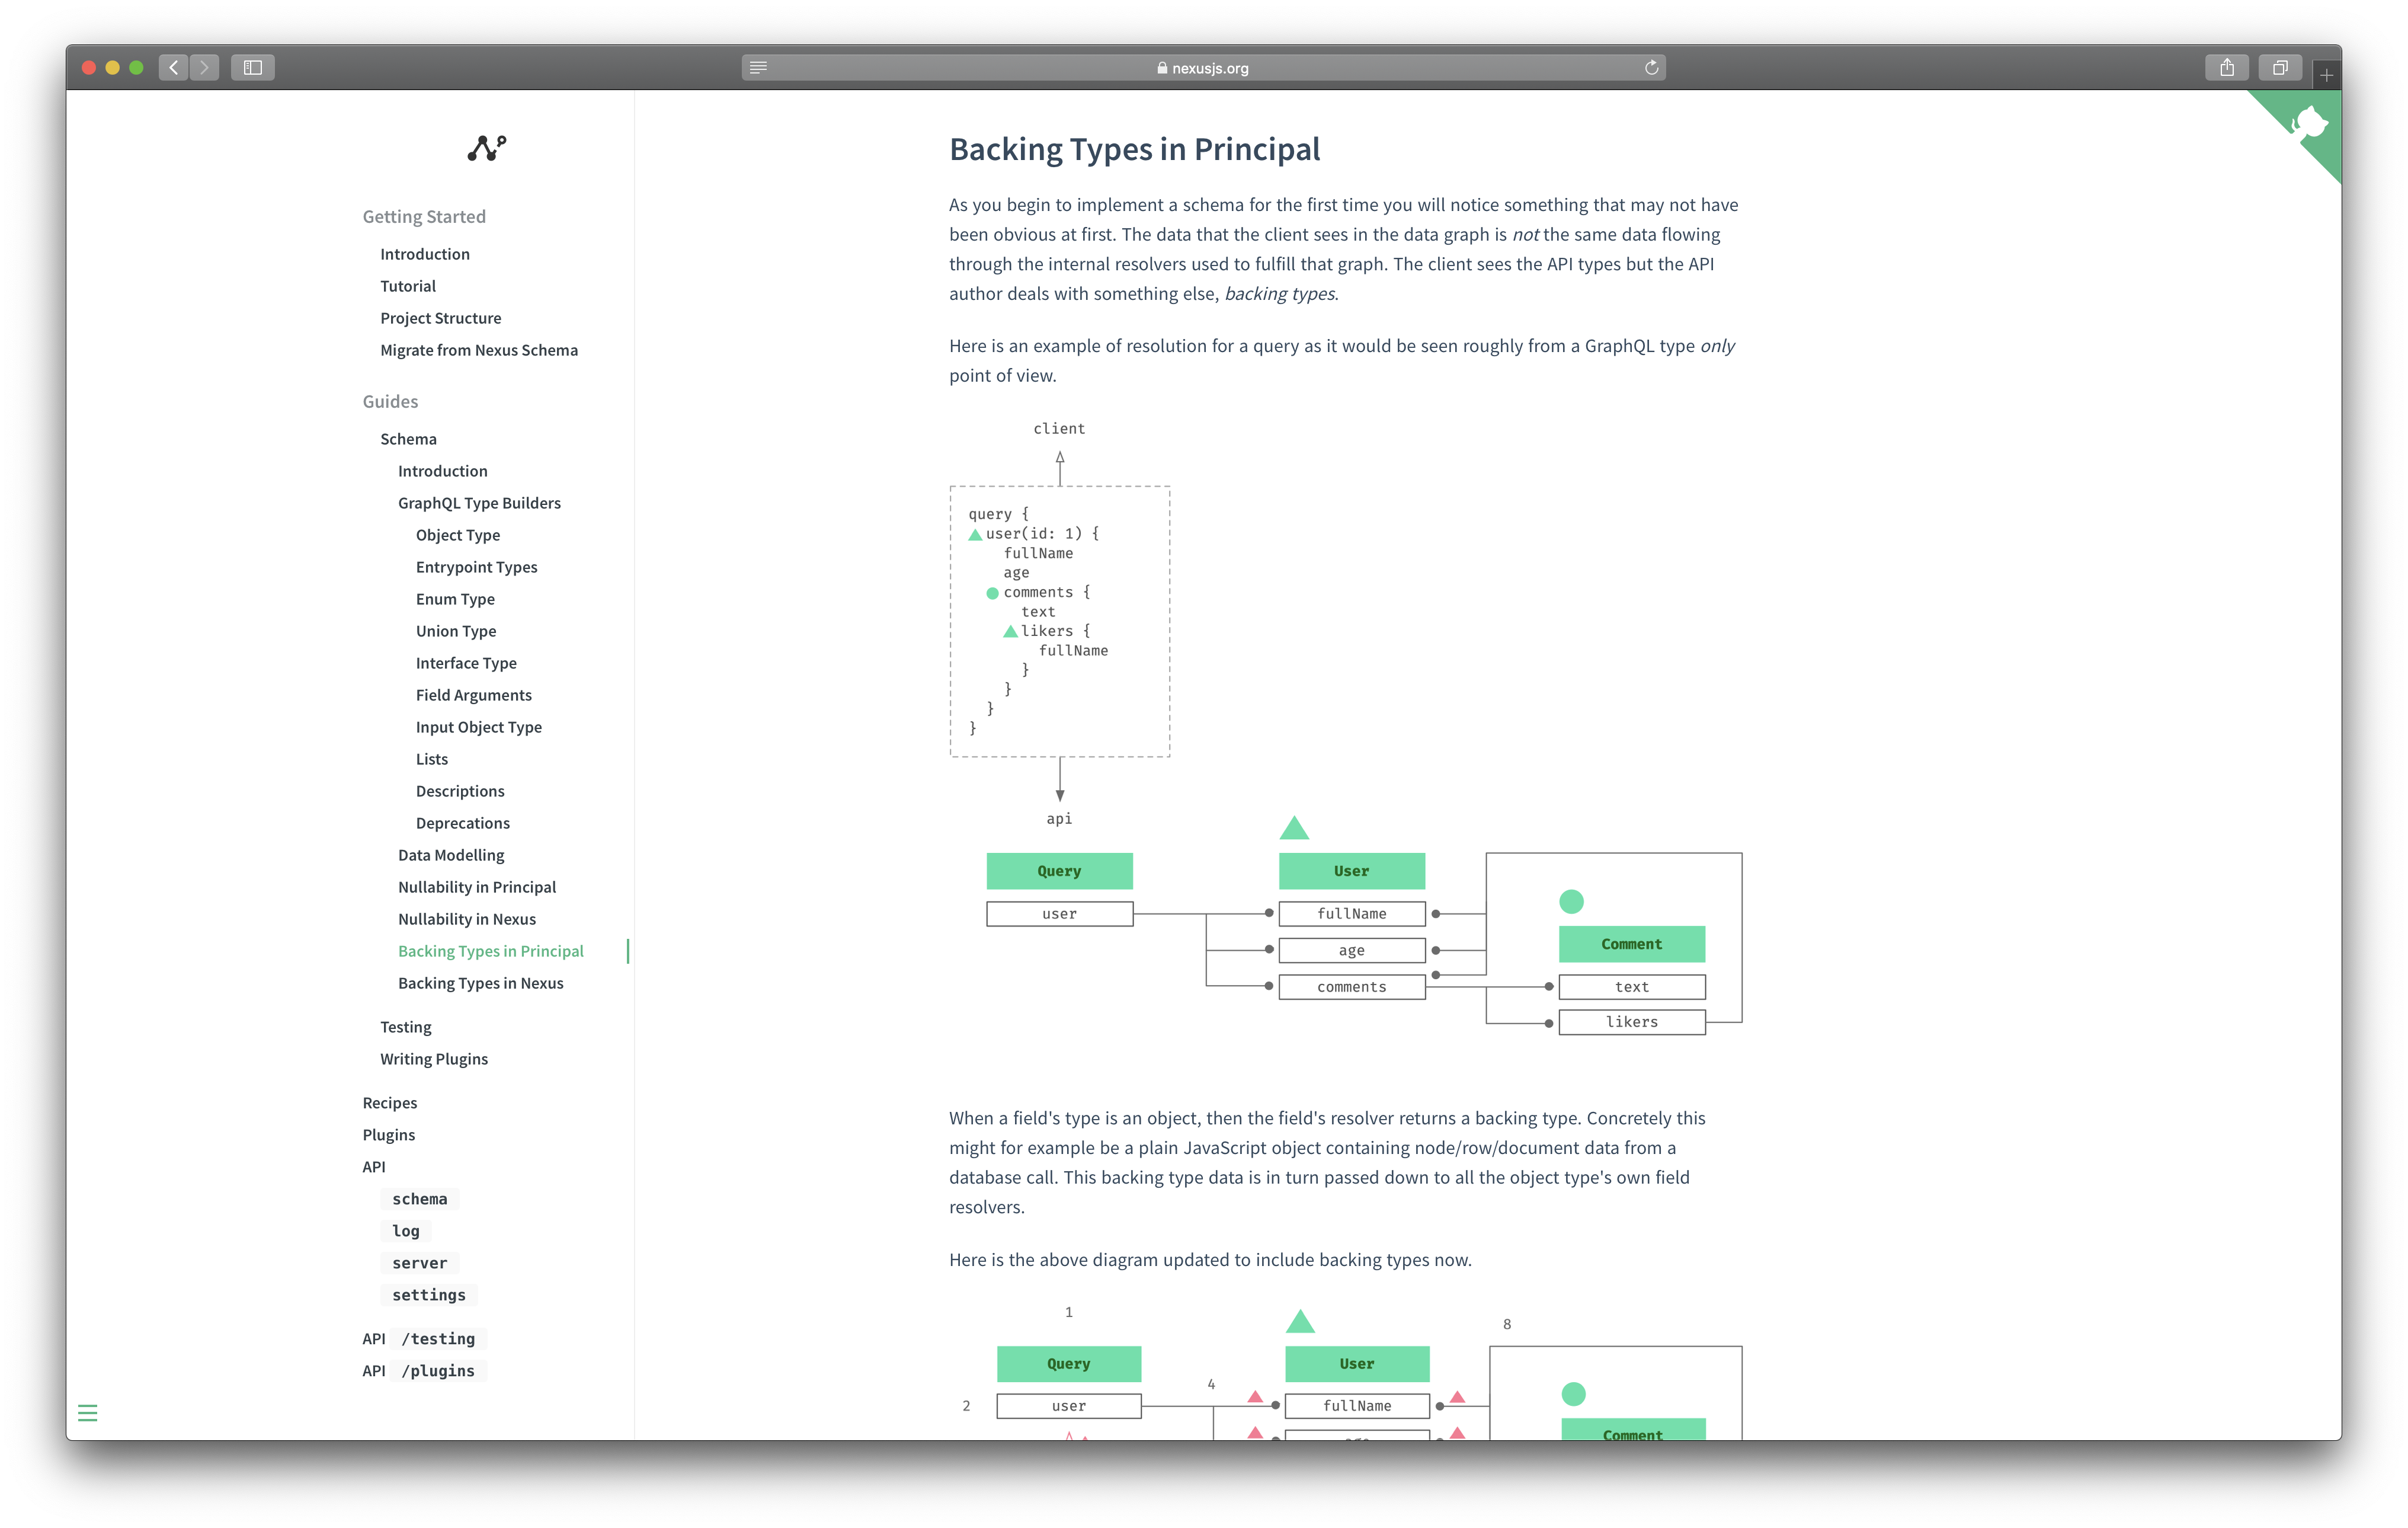 nexusjs.org
Getting Started
Introduction
Tutorial
Project Structure
Migrate from Nexus Schema
Guides
Schema
Introduction
GraphQL Type Builders
Object Type
Entrypoint Types
Enum Type
Union Type
Interface Type
Field Arguments
Input Object Type
Lists
Descriptions
Deprecations
Data Modelling
Nullability in Principal
Nullability in Nexus
Backing Types in Principal
Backing Types in Nexus
Testing
Writing Plugins
Recipes
Plugins
API
schema
log
server
settings
API /testing
API /plugins
Backing Types in Principal
As you begin to implement a schema for the first time you will notice something that may not have
been obvious at first. The data that the client sees in the data graph is not the same data flowing
through the internal resolvers used to fulfill that graph. The client sees the API types but the API
author deals with something else, backing types.
Here is an example of resolution for a query as it would be seen roughly from a GraphQL type only
point of view.
client
query {
user(id: 1) {
fullName
age
comments {
text
likers {
fullName
}
}
}
}
api
Query
user
User
fullName
age
comments
Comment
text
likers
When a field's type is an object, then the field's resolver returns a backing type. Concretely this
might for example be a plain JavaScript object containing node/row/document data from a
database call. This backing type data is in turn passed down to all the object type's own field
resolvers.
Here is the above diagram updated to include backing types now.
1
Query
2
user
4
User
fullName
8
Comment